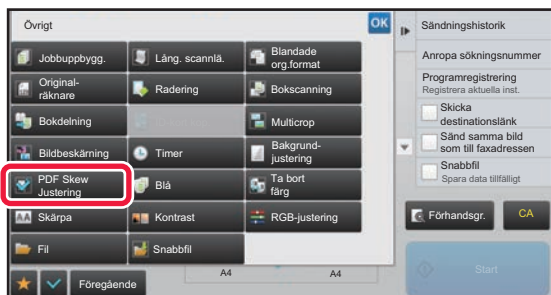 Övrigt
OK
Jobbuppbygg.
Lång. scannlä.
Blandade
org.format
Original-
räknare
Radering
Bokscanning
Bokdelning
Multicrop
Bildbeskärning
Timer
Bakgrund-
justering
PDF Skew
Justering
Blå
Ta bort
färg
Skärpa
Kontrast
RGB-justering
Fil
Snabbfil
Föregående
A4
A4
Sändningshistorik
Anropa sökningsnummer
Programregistrering
Registrera aktuella inst.
Skicka
destinationslänk
Sänd samma bild
som till faxadressen
Snabbfil
Spara data tillfälligt
Förhandsgr.
CA
Start